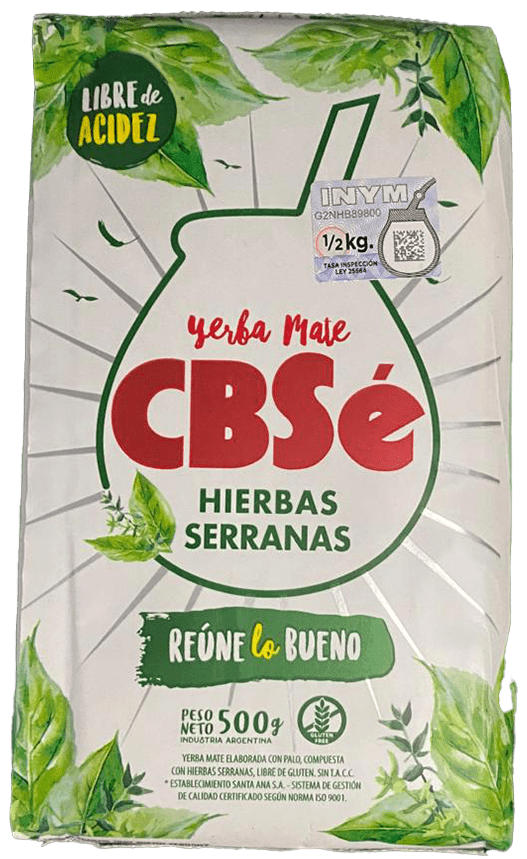 LIBRE de
ACIDEZ
INYM
G2NHB89800
1/2 kg.
TASA INSPECCIÓN
LEY 25564
yerba Mate
CBSé
HIERBAS
SERRANAS
REÚNE lo BUENO
PESO
NETO 500g
INDUSTRIA ARGENTINA
GLUTEN
FREE
YERBA MATE ELABORADA CON PALO, COMPUESTA
CON HIERBAS SERRANAS, LIBRE DE GLUTEN. SIN T.A.C.C.
* ESTABLECIMIENTO SANTA ANA S.A. - SISTEMA DE GESTIÓN
DE CALIDAD CERTIFICADO SEGÚN NORMA ISO 9001.